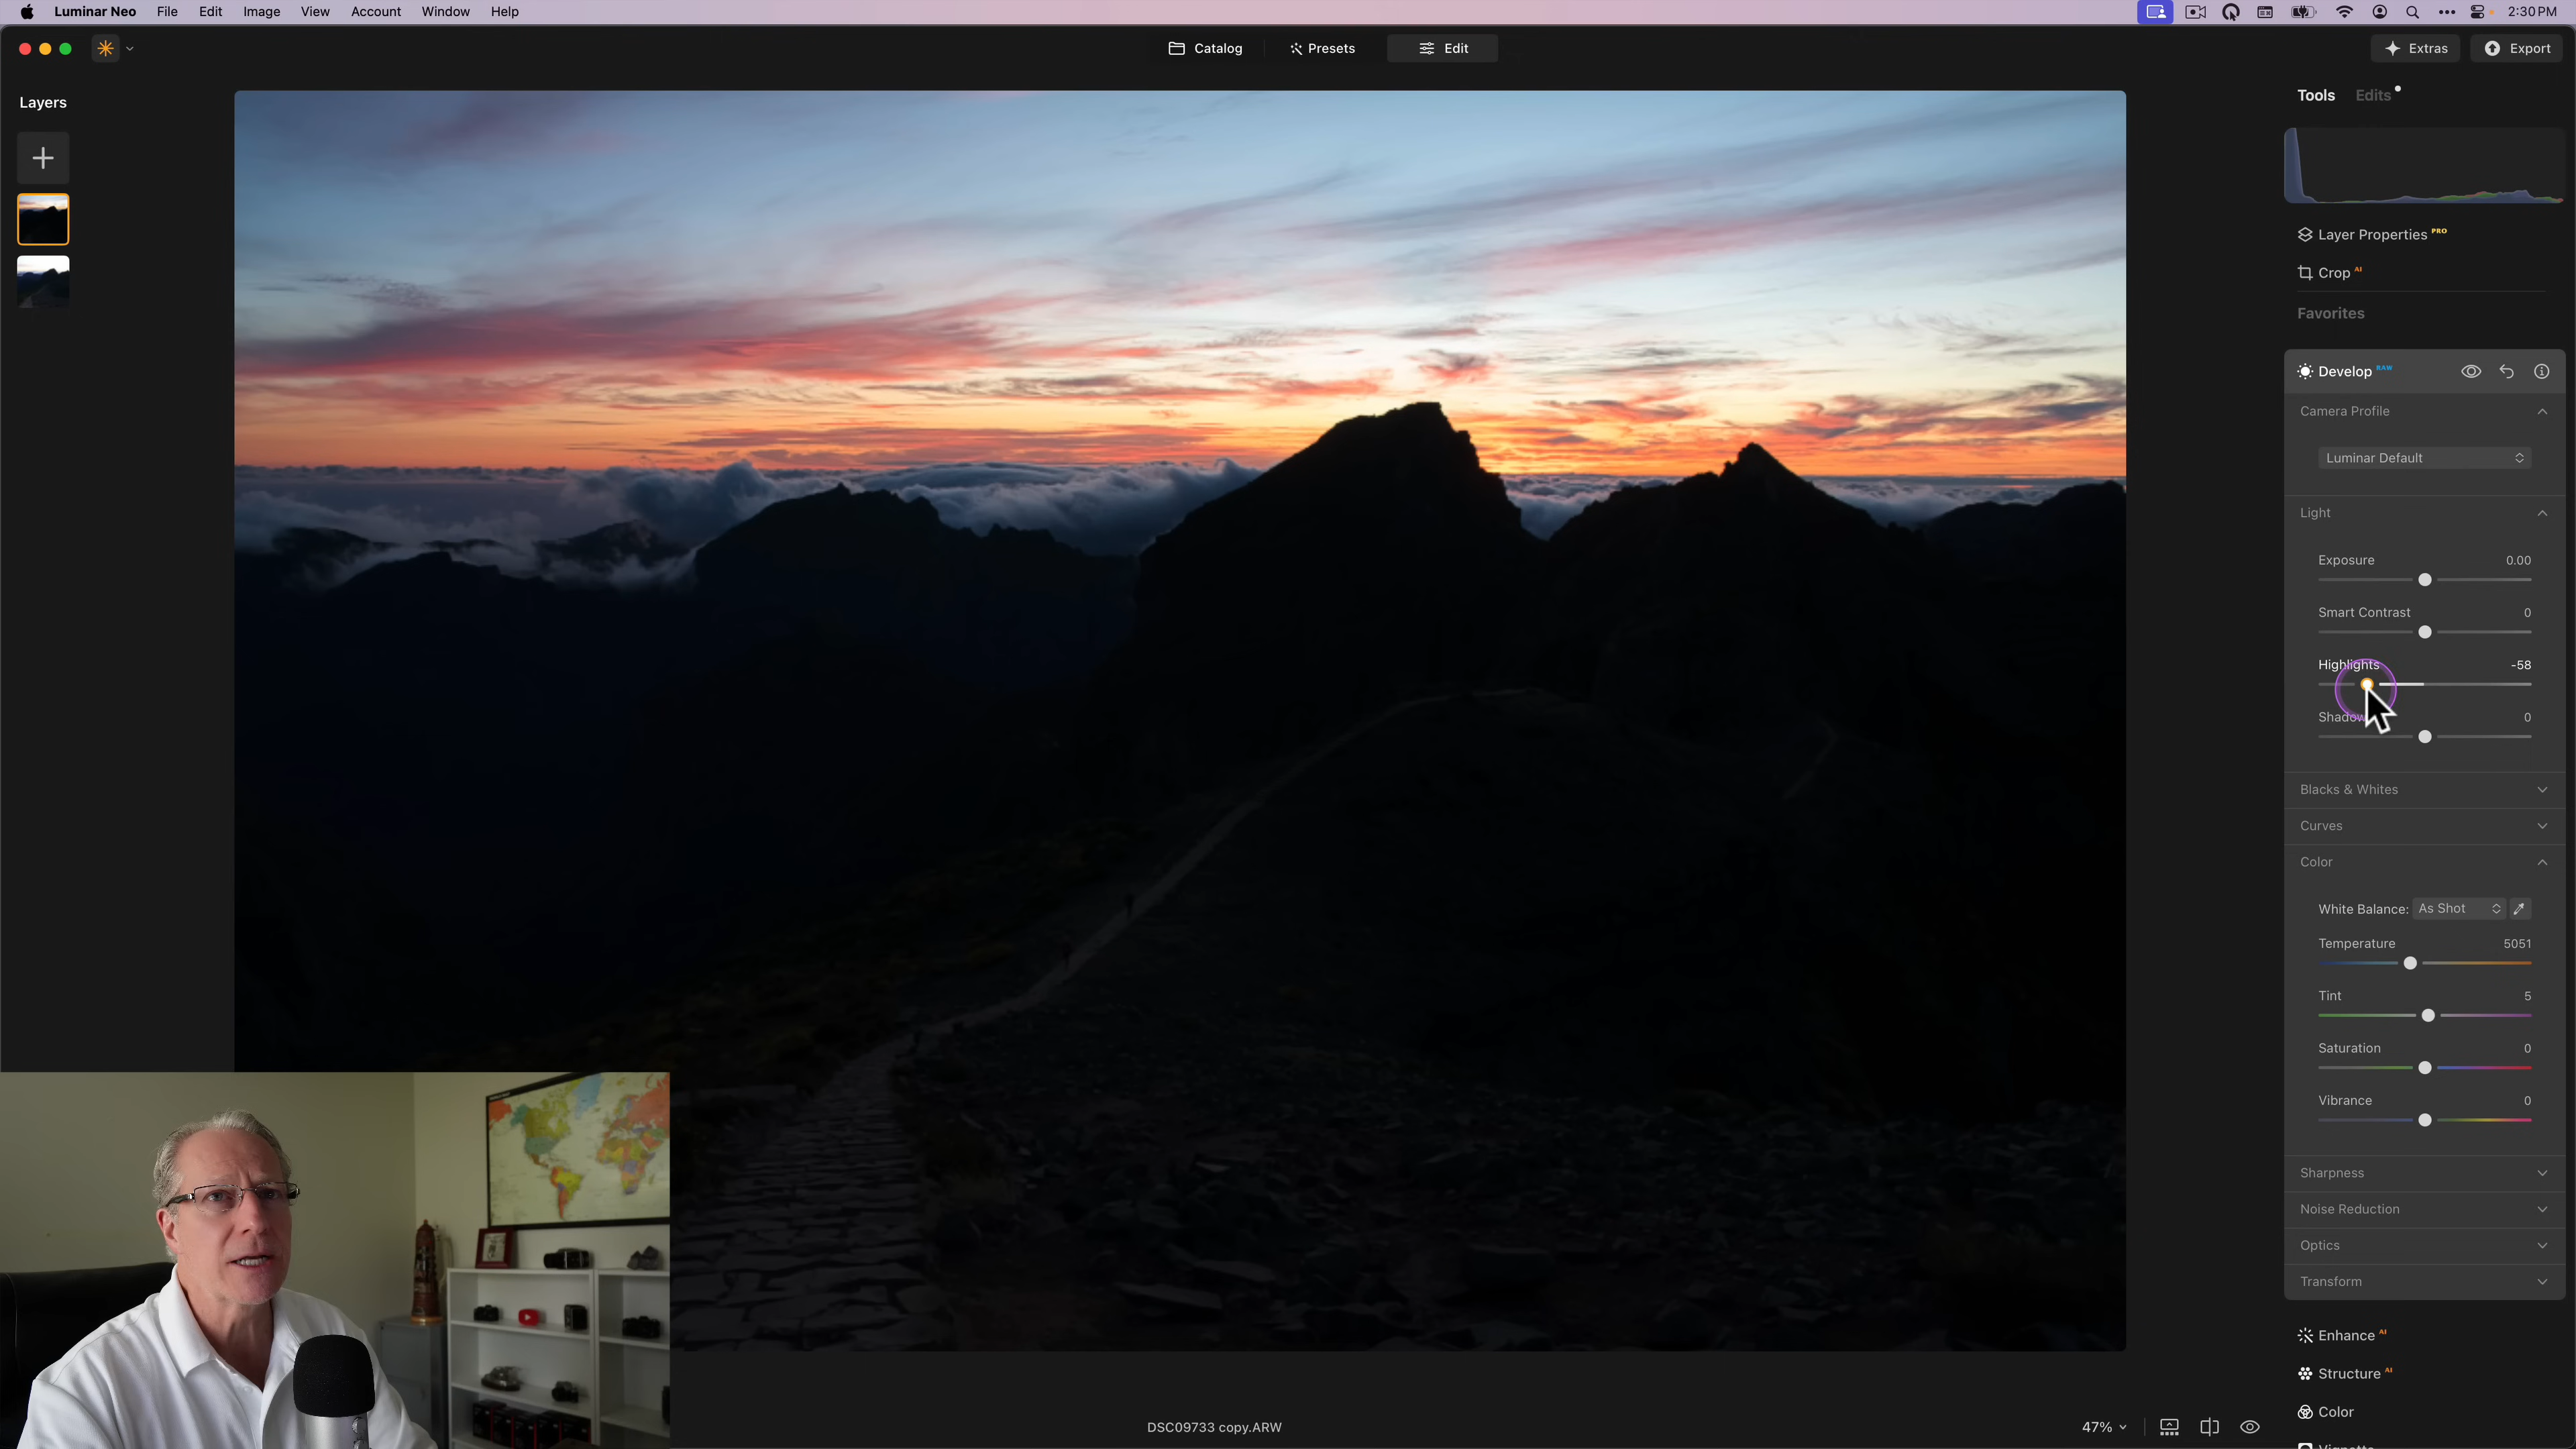 Luminar Neo File Edit Image View Account Window Help 2:30 PM
Catalog Presets Edit Extras Export
Layers
Tools Edits
Layer Properties PRO
Crop AI
Favorites
Develop RAW
Camera Profile
Luminar Default
Light
Exposure 0.00
Smart Contrast 0
Highlights -58
Shadow 0
Blacks & Whites
Curves
Color
White Balance: As Shot
Temperature 5051
Tint 5
Saturation 0
Vibrance 0
Sharpness
Noise Reduction
Optics
Transform
Enhance AI
Structure AI
Color
DSC09733 copy.ARW 47%